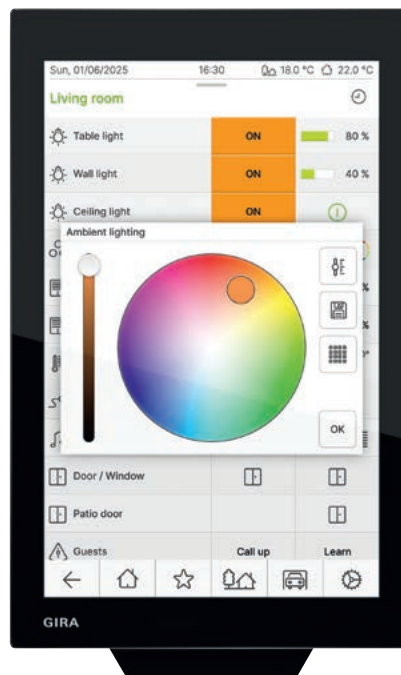 Sun, 01/06/2025 16:30 18.0 °C 22.0 °C
Living room
Table light ON 80 %
Wall light ON 40 %
Ceiling light ON
Ambient lighting
OK
Door / Window
Patio door
Guests Call up Learn
GIRA